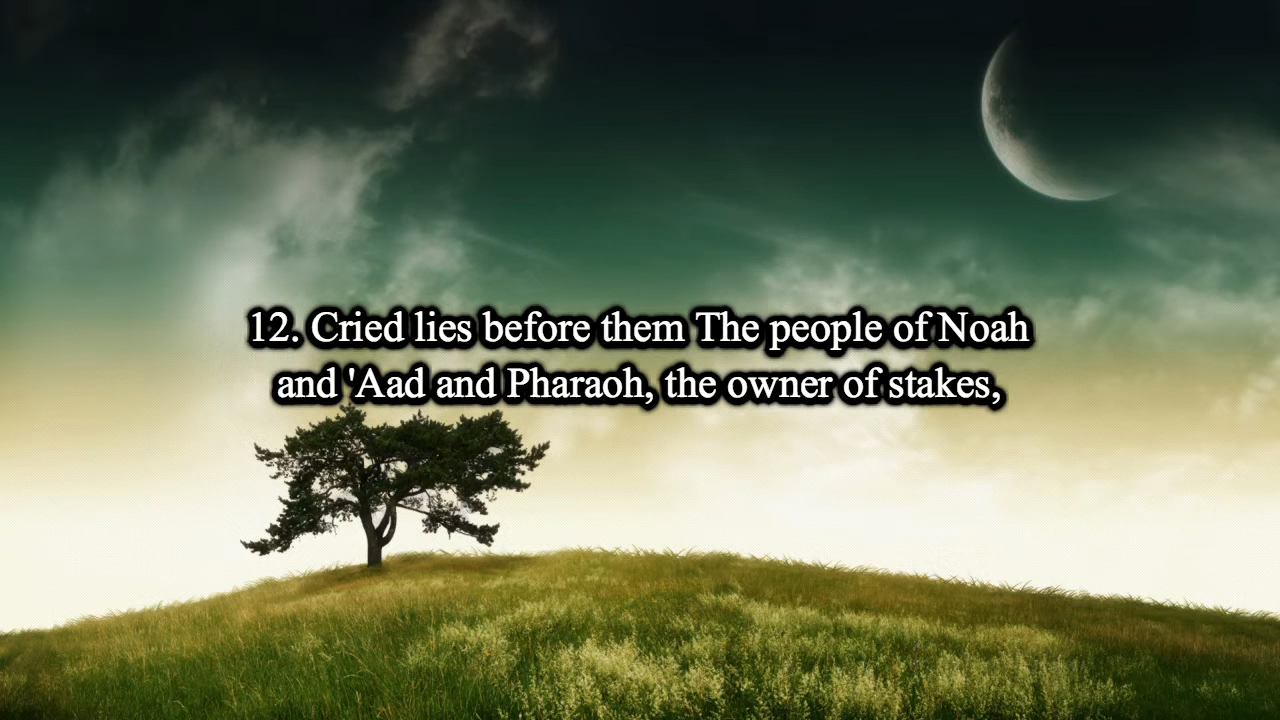 12. Cried lies before them The people of Noah
and 'Aad and Pharaoh, the owner of stakes,